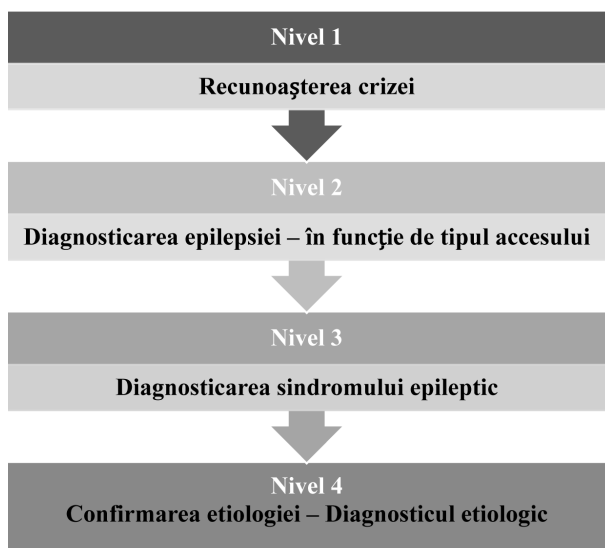 Nivel 1
Recunoaşterea crizei
Nivel 2
Diagnosticarea epilepsiei – în funcţie de tipul accesului
Nivel 3
Diagnosticarea sindromului epileptic
Nivel 4
Confirmarea etiologiei – Diagnosticul etiologic